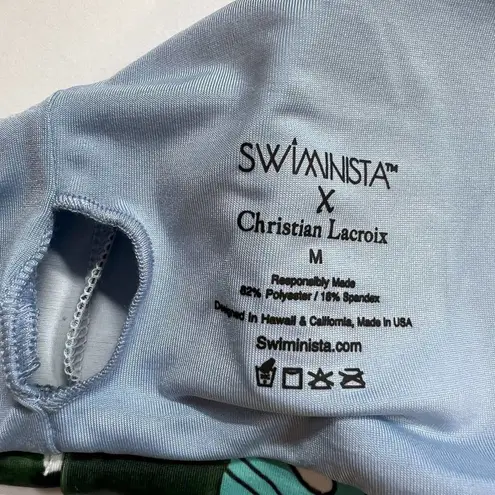 SWIMINISTA™
X
Christian Lacroix
M
Responsibly Made
82% Polyester / 18% Spandex
Designed in Hawaii & California, Made In USA
Swiminista.com